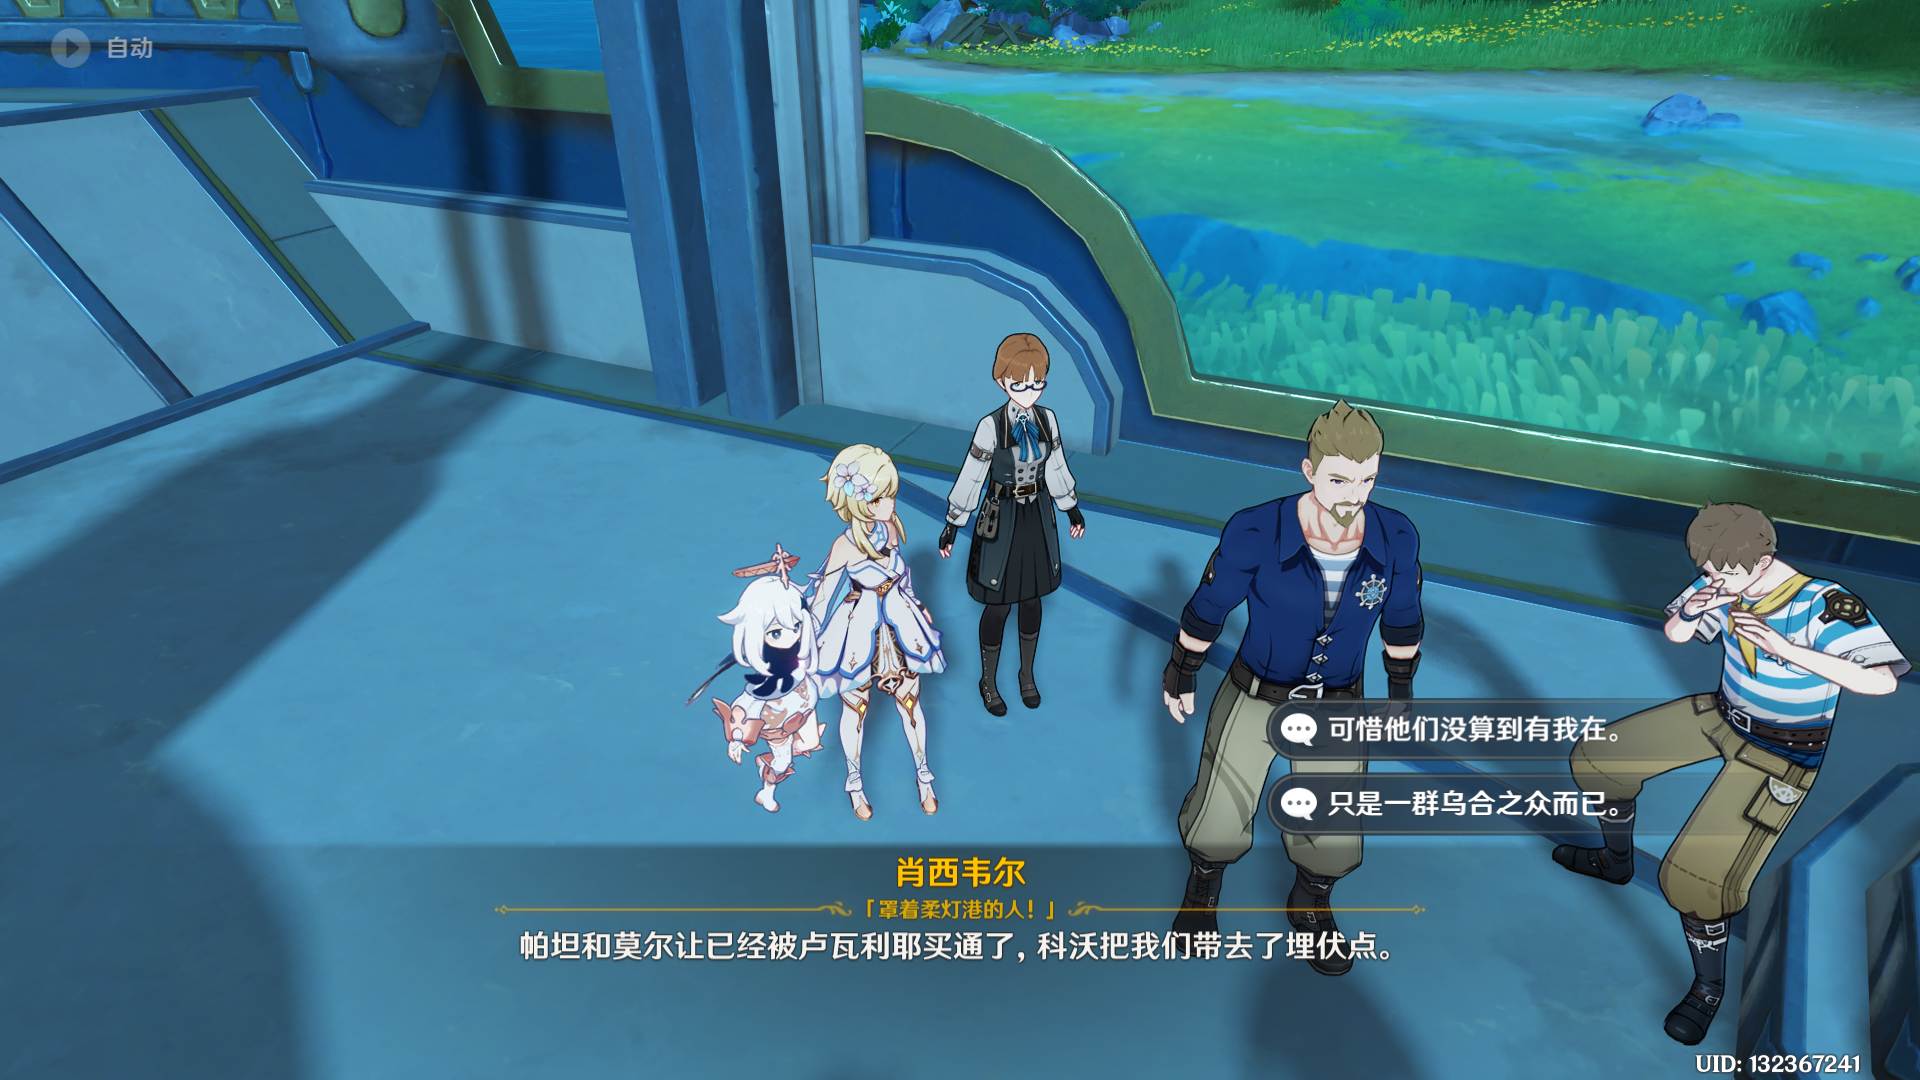 自动
可惜他们没算到有我在。
只是一群乌合之众而已。
肖西韦尔
「罩着柔灯港的人！」
帕坦和莫尔让已经被卢瓦利耶买通了，科沃把我们带去了埋伏点。
UID: 132367241